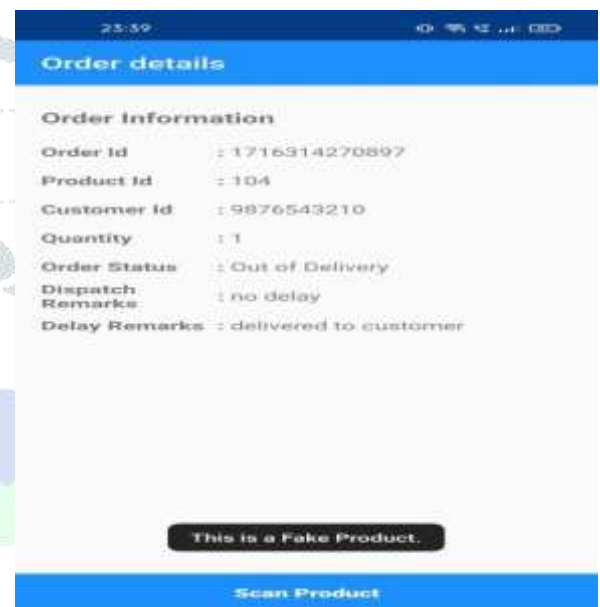 23:39
Order details
Order Information
Order Id : 1716314270897
Product Id : 104
Customer Id : 9876543210
Quantity : 1
Order Status : Out of Delivery
Dispatch
Remarks : no delay
Delay Remarks : delivered to customer
This is a Fake Product.
Scan Product